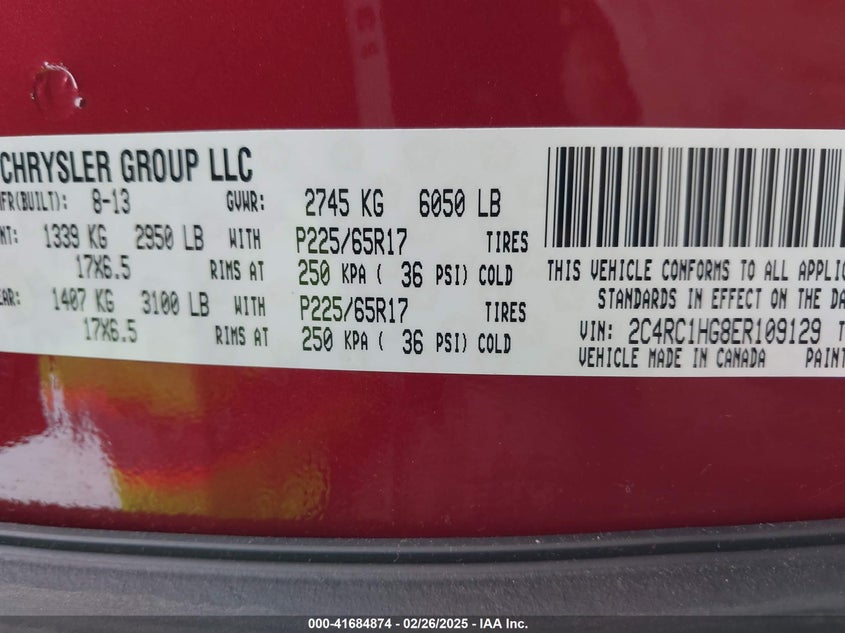 CHRYSLER GROUP LLC
MFR(BUILT): 8-13 GVWR: 2745 KG 6050 LB
NT: 1339 KG 2950 LB WITH P225/65R17 TIRES
17X6.5 RIMS AT 250 KPA ( 36 PSI) COLD
EAR: 1407 KG 3100 LB WITH P225/65R17 TIRES
17X6.5 RIMS AT 250 KPA ( 36 PSI) COLD
THIS VEHICLE CONFORMS TO ALL APPLIC
STANDARDS IN EFFECT ON THE DA
VIN: 2C4RC1HG8ER109129 T
VEHICLE MADE IN CANADA PAINT
000-41684874 - 02/26/2025 - IAA Inc.